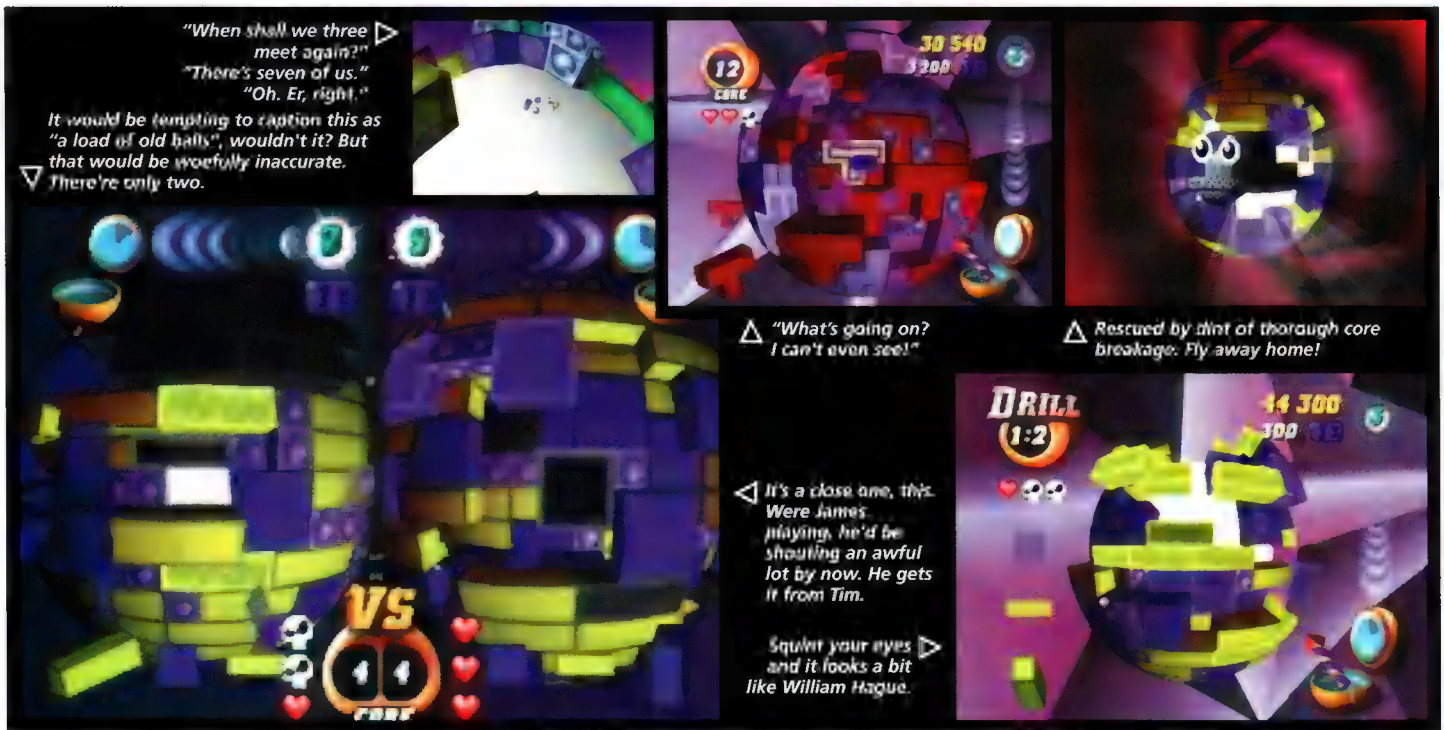 "When shall we three
meet again?"
"There's seven of us."
"Oh. Er, right."
It would be tempting to caption this as
"a load of old balls", wouldn't it? But
that would be woefully inaccurate.
There're only two.
12
CORE
30 540
3 200
"What's going on?
I can't even see!"
Rescued by dint of thorough core
breakage. Fly away home!
VS
4 4
CORE
It's a close one, this.
Were James
playing, he'd be
shouting an awful
lot by now. He gets
it from Tim.
Squint your eyes
and it looks a bit
like William Hague.
DRILL
1:2
44 300
300